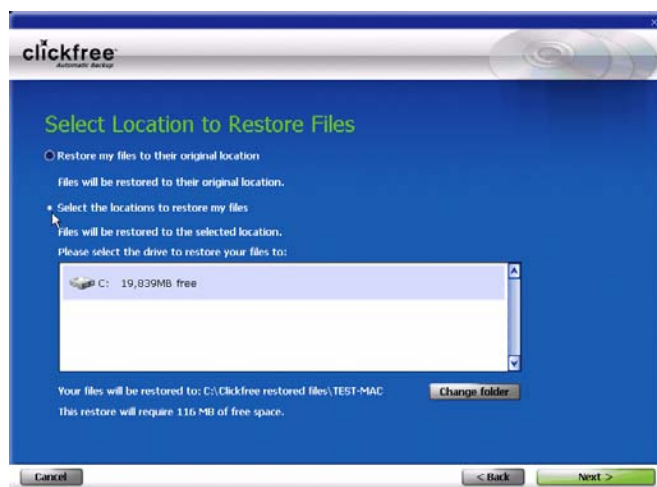 clickfree
Automatic Backup
Select Location to Restore Files
Restore my files to their original location
Files will be restored to their original location.
Select the locations to restore my files
Files will be restored to the selected location.
Please select the drive to restore your files to:
C: 19,839MB free
Your files will be restored to: C:\Clickfree restored files\TEST-MAC
Change folder
This restore will require 116 MB of free space.
Cancel
< Back
Next >